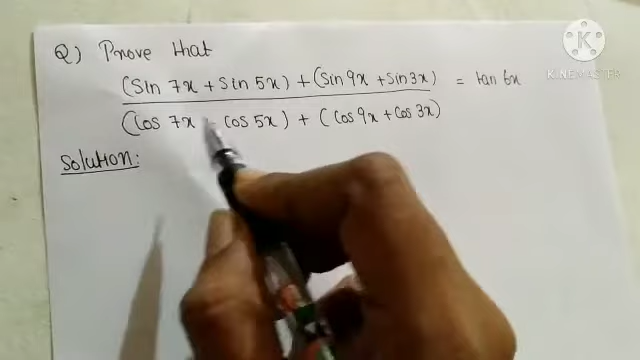 Q) Prove that
(Sin 7x + Sin 5x) + (Sin 9x + Sin 3x) = tan 6x
(Cos 7x cos 5x) + (Cos 9x + Cos 3x)
Solution:
KINEMASTER